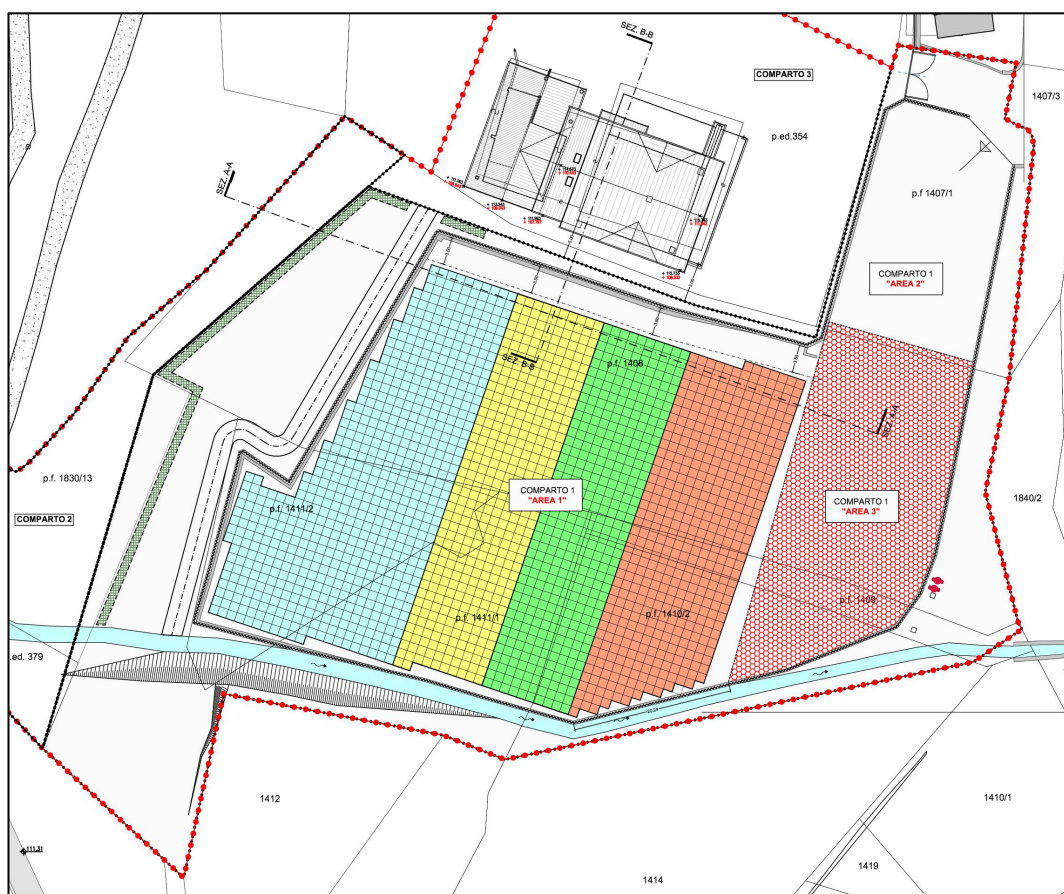 SEZ. B-B
COMPARTO 3
1407/3
p.ed.354
SEZ. A-A
p.f 1407/1
COMPARTO 1
"AREA 2"
SEZ. B-B
p.f. 1408
SEZ. A-A
p.f. 1830/13
COMPARTO 2
p.f. 1411/2
COMPARTO 1
"AREA 1"
COMPARTO 1
"AREA 3"
1840/2
p.f. 1411/1
p.f. 1410/2
p.f. 1409
.ed. 379
1412
1410/1
111.31
1419
1414